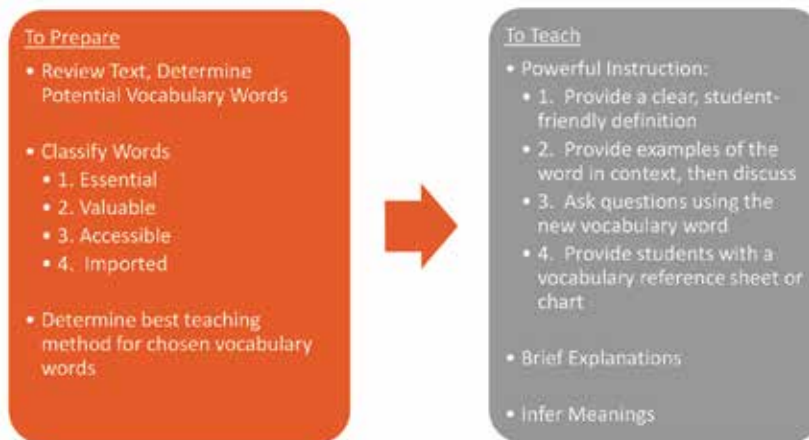 To Prepare
• Review Text, Determine
Potential Vocabulary Words
• Classify Words
• 1. Essential
• 2. Valuable
• 3. Accessible
• 4. Imported
• Determine best teaching
method for chosen vocabulary
words
To Teach
• Powerful Instruction:
• 1. Provide a clear, student-
friendly definition
• 2. Provide examples of the
word in context, then discuss
• 3. Ask questions using the
new vocabulary word
• 4. Provide students with a
vocabulary reference sheet or
chart
• Brief Explanations
• Infer Meanings